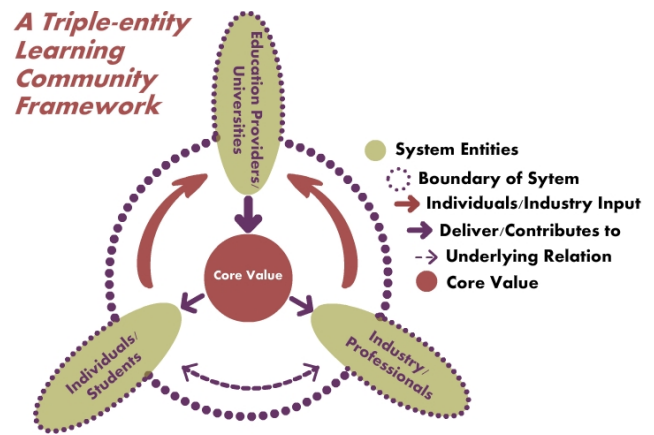 A Triple-entity
Learning
Community
Framework
Education Providers/
Universities
System Entities
Boundary of Sytem
Individuals/Industry Input
Deliver/Contributes to
Underlying Relation
Core Value
Core Value
Individuals/
Students
Industry/
Professionals